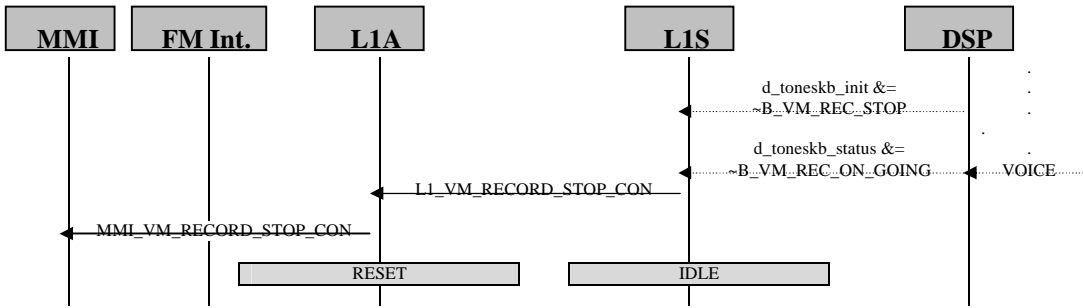 MMI FM Int. L1A L1S DSP
.
d_toneskb_init &= .
~B_VM_REC_STOP .
.
d_toneskb_status &= .
~B_VM_REC_ON_GOING VOICE
L1_VM_RECORD_STOP_CON
MMI_VM_RECORD_STOP_CON
RESET IDLE